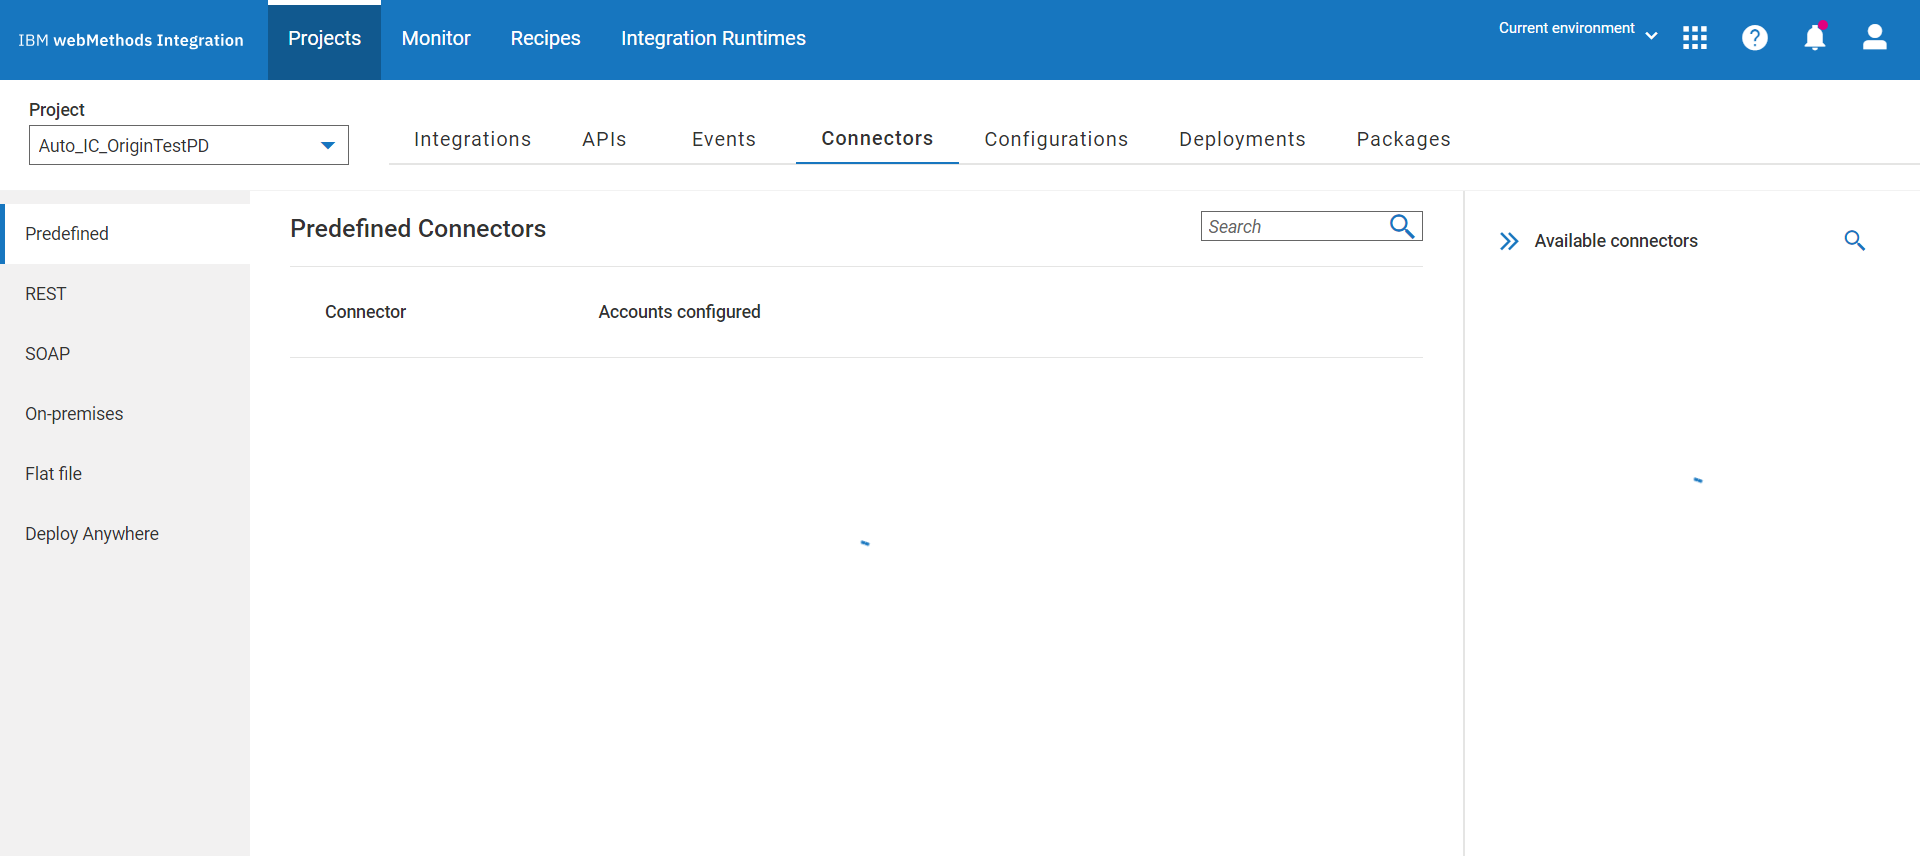 IBM webMethods Integration
Projects
Monitor
Recipes
Integration Runtimes
Current environment
Project
Auto_IC_OriginTestPD
Integrations
APIs
Events
Connectors
Configurations
Deployments
Packages
Predefined
REST
SOAP
On-premises
Flat file
Deploy Anywhere
Predefined Connectors
Search
Connector
Accounts configured
Available connectors